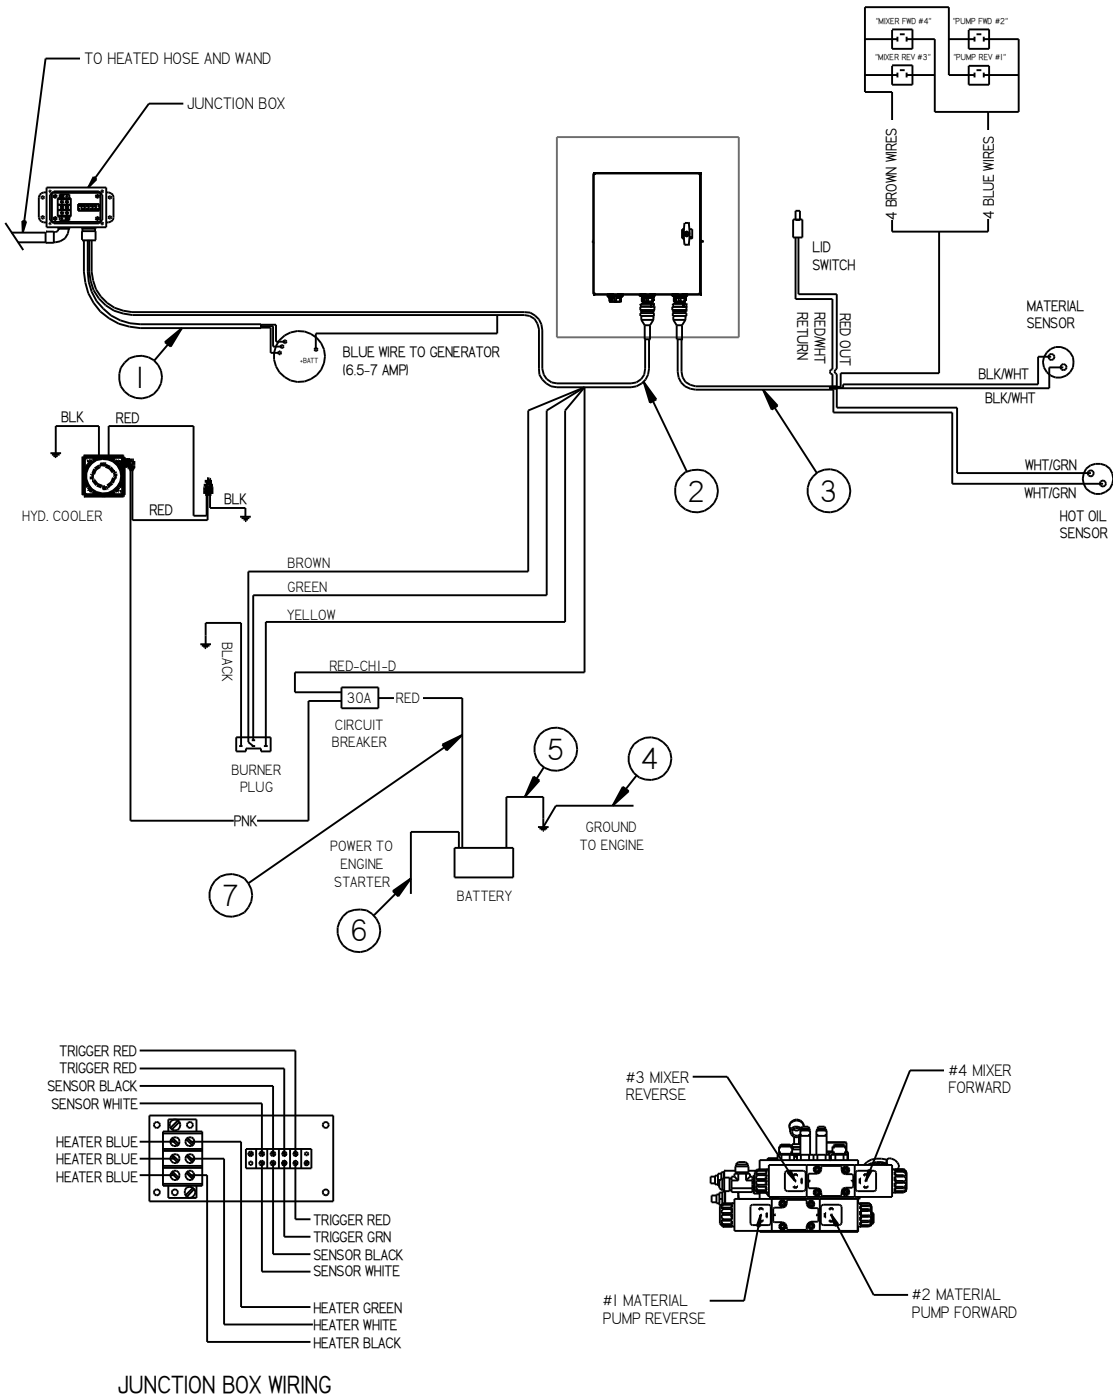 "MIXER FWD #4"
"PUMP FWD #2"
"MIXER REV #3"
"PUMP REV #1"
TO HEATED HOSE AND WAND
JUNCTION BOX
4 BROWN WIRES
4 BLUE WIRES
LID
SWITCH
RED OUT
RED/WHT
RETURN
MATERIAL
SENSOR
BLK/WHT
BLK/WHT
+BATT
BLUE WIRE TO GENERATOR
(6.5-7 AMP)
1
2
3
BLK
RED
RED
BLK
HYD. COOLER
WHT/GRN
WHT/GRN
HOT OIL
SENSOR
BROWN
GREEN
YELLOW
BLACK
RED-CH1-D
30A
RED
CIRCUIT
BREAKER
BURNER
PLUG
PNK
5
4
GROUND
TO ENGINE
POWER TO
ENGINE
STARTER
BATTERY
7
6
TRIGGER RED
TRIGGER RED
SENSOR BLACK
SENSOR WHITE
HEATER BLUE
HEATER BLUE
HEATER BLUE
TRIGGER RED
TRIGGER GRN
SENSOR BLACK
SENSOR WHITE
HEATER GREEN
HEATER WHITE
HEATER BLACK
JUNCTION BOX WIRING
#3 MIXER
REVERSE
#4 MIXER
FORWARD
#1 MATERIAL
PUMP REVERSE
#2 MATERIAL
PUMP FORWARD